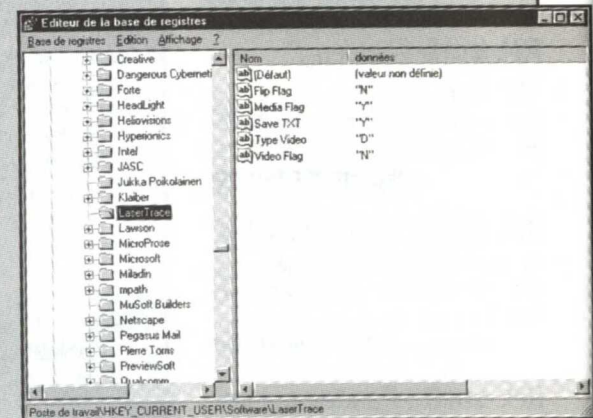 Editeur de la base de registres
Base de registres Edition Affichage ?
Creative
Dangerous Cyberneti
Forte
HeadLight
Heliovisions
Hyperionics
Intel
JASC
Jukka Poikolainen
Klaiber
LaserTrace
Lawson
MicroProse
Microsoft
Miladin
mpath
MuSoft Builders
Netscape
Pegasus Mail
Pierre Torris
PreviewSoft
Qualcomm
Nom données
(Défaut) (valeur non définie)
Flip Flag "N"
Media Flag "Y"
Save TXT "Y"
Type Video "D"
Video Flag "N"
Poste de travail\HKEY_CURRENT_USER\Software\LaserTrace